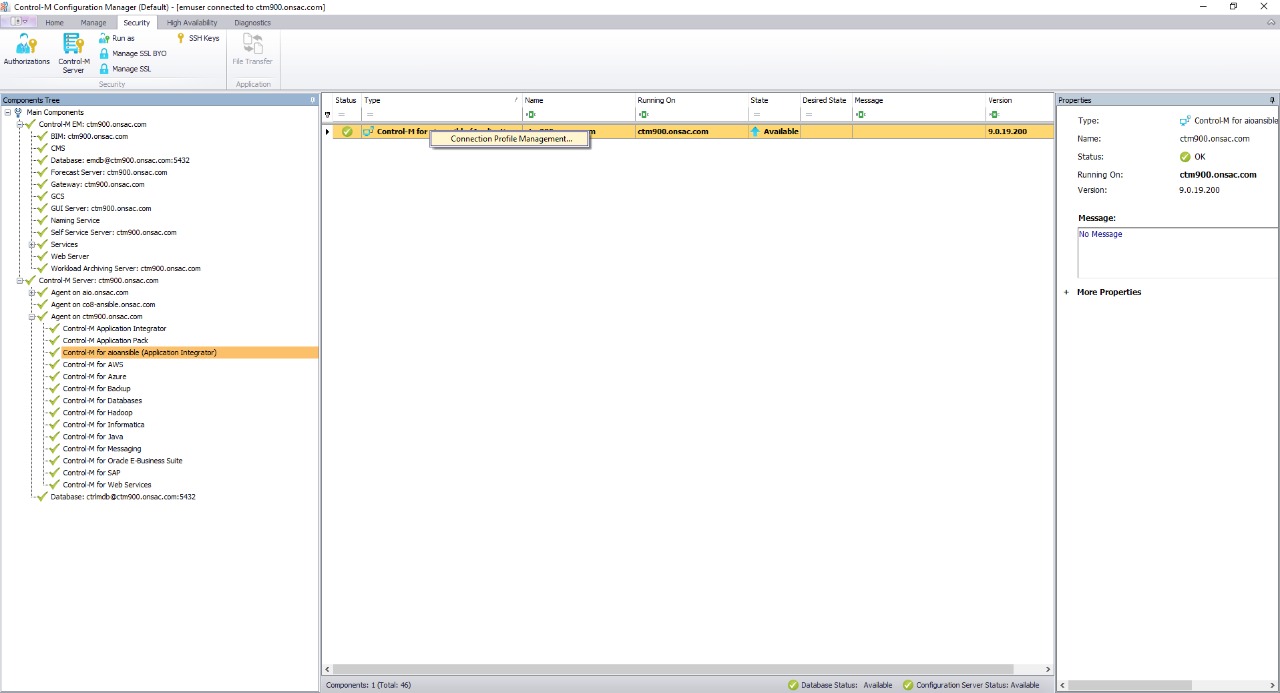 Control-M Configuration Manager (Default) - [emuser connected to ctm900.onsac.com]
Home Manage Security High Availability Diagnostics
Authorizations
Control-M Server
Run as
Manage SSL BYO
Manage SSL
SSH Keys
File Transfer
Security
Application
Components Tree
Main Components
Control-M EM: ctm900.onsac.com
BIM: ctm900.onsac.com
CMS
Database: emdb@ctm900.onsac.com:5432
Forecast Server: ctm900.onsac.com
Gateway: ctm900.onsac.com
GCS
GUI Server: ctm900.onsac.com
Naming Service
Self Service Server: ctm900.onsac.com
Services
Web Server
Workload Archiving Server: ctm900.onsac.com
Control-M Server: ctm900.onsac.com
Agent on aio.onsac.com
Agent on co8-ansible.onsac.com
Agent on ctm900.onsac.com
Control-M Application Integrator
Control-M Application Pack
Control-M for aioansible (Application Integrator)
Control-M for AWS
Control-M for Azure
Control-M for Backup
Control-M for Databases
Control-M for Hadoop
Control-M for Informatica
Control-M for Java
Control-M for Messaging
Control-M for Oracle E-Business Suite
Control-M for SAP
Control-M for Web Services
Database: ctrlmdb@ctm900.onsac.com:5432
Status Type Name Running On State Desired State Message Version
Control-M for ctm900.onsac.com Available 9.0.19.200
Connection Profile Management...
Components: 1 (Total: 46)
Database Status: Available Configuration Server Status: Available
Properties
Type: Control-M for aioansible
Name: ctm900.onsac.com
Status: OK
Running On: ctm900.onsac.com
Version: 9.0.19.200
Message:
No Message
+ More Properties